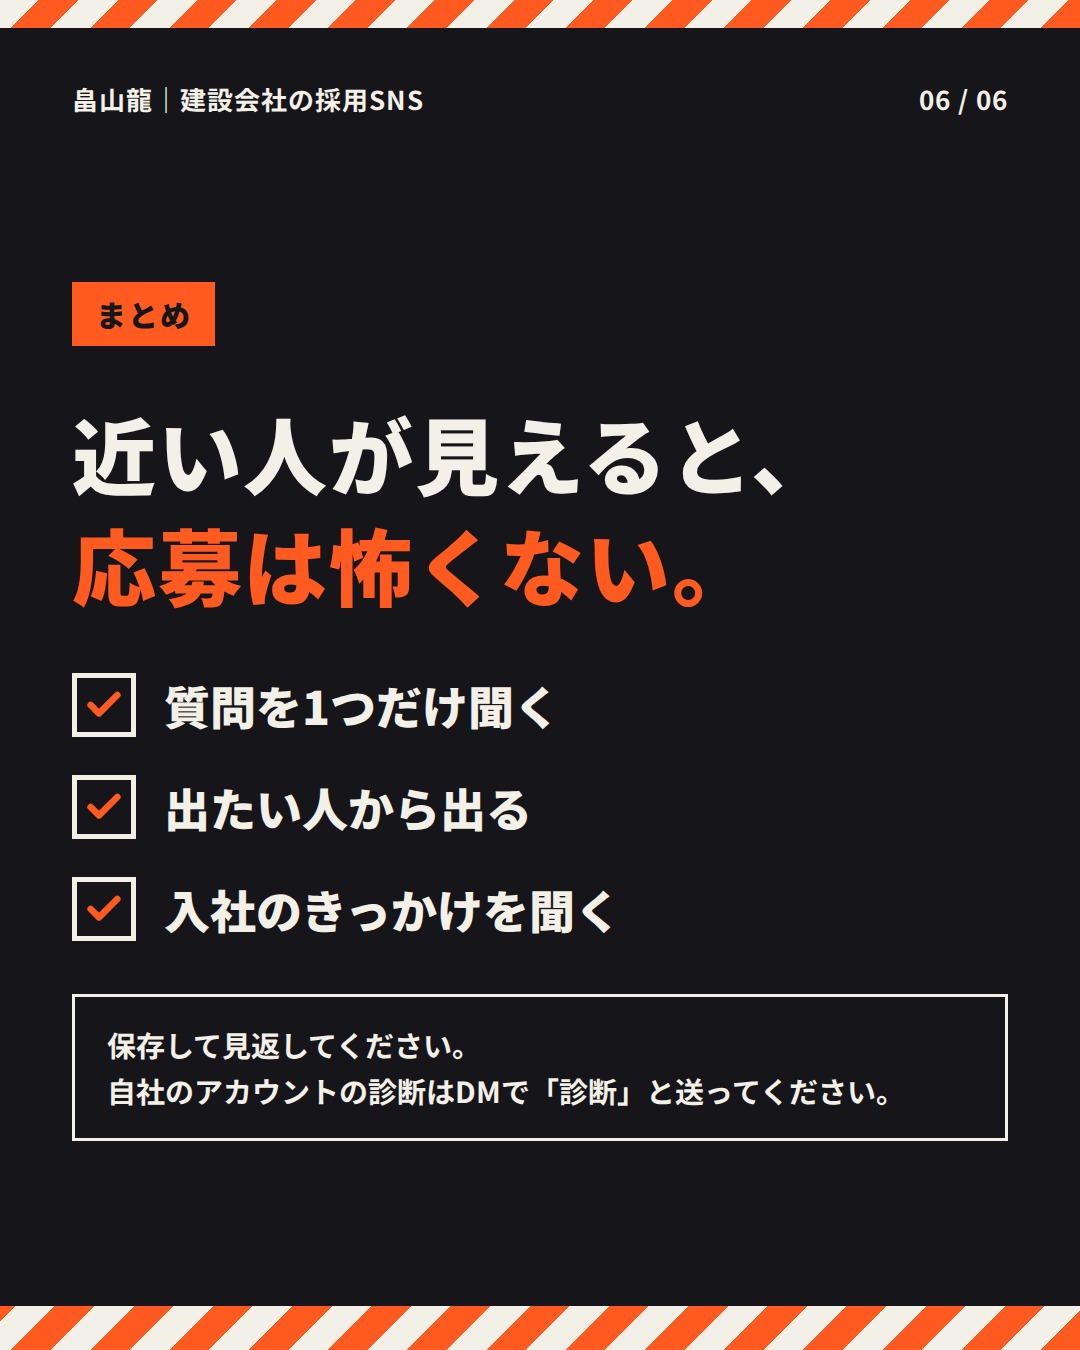 畠山龍｜建設会社の採用SNS
06 / 06
まとめ
近い人が見えると、
応募は怖くない。
質問を1つだけ聞く
出たい人から出る
入社のきっかけを聞く
保存して見返してください。
自社のアカウントの診断はDMで「診断」と送ってください。